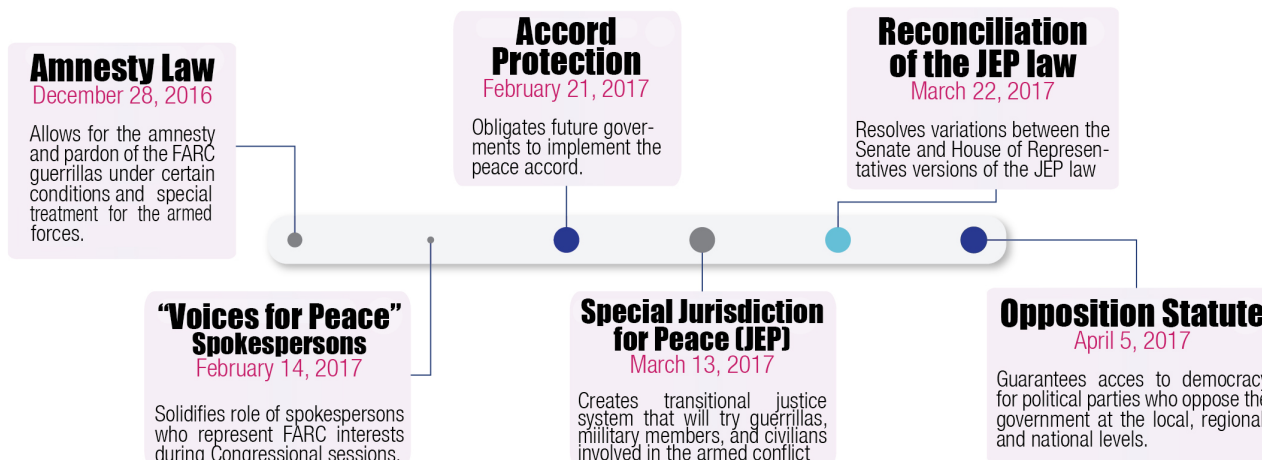 Amnesty Law
December 28, 2016
Allows for the amnesty
and pardon of the FARC
guerrillas under certain
conditions and special
treatment for the armed
forces.
Accord
Protection
February 21, 2017
Obligates future gover-
ments to implement the
peace accord.
Reconciliation
of the JEP law
March 22, 2017
Resolves variations between the
Senate and House of Represen-
tatives versions of the JEP law
“Voices for Peace”
Spokespersons
February 14, 2017
Solidifies role of spokespersons
who represent FARC interests
during Congressional sessions.
Special Jurisdiction
for Peace (JEP)
March 13, 2017
Creates transitional justice
system that will try guerrillas,
miilitary members, and civilians
involved in the armed conflict
Opposition Statute
April 5, 2017
Guarantees acces to democracy
for political parties who oppose the
government at the local, regional,
and national levels.